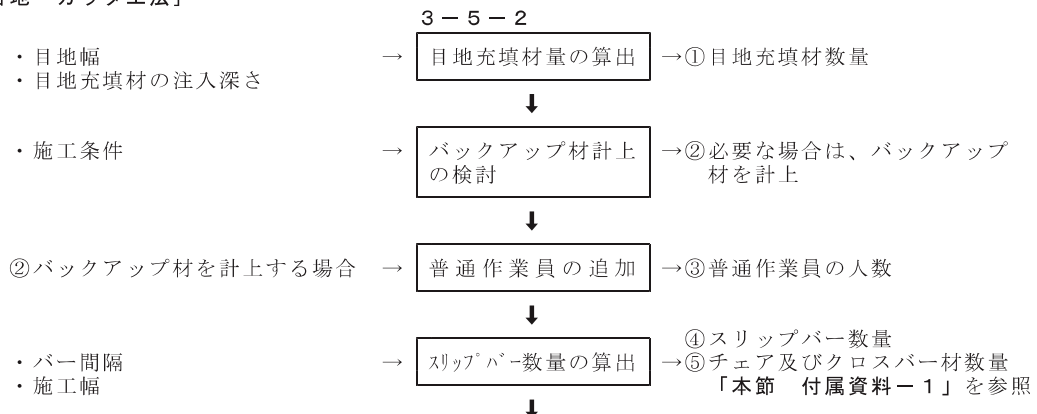 カッタ工法」
3－5－2
・目地幅 → 目地充填材量の算出 →①目地充填材数量
・目地充填材の注入深さ
⬇
・施工条件 → バックアップ材計上 →②必要な場合は、バックアップ
の検討 材を計上
⬇
②バックアップ材を計上する場合 → 普通作業員の追加 →③普通作業員の人数
⬇
④スリップバー数量
・バー間隔 → ｽﾘｯﾌﾟﾊﾞｰ数量の算出 →⑤チェア及びクロスバー材数量
・施工幅 「本節　付属資料－1」を参照
⬇